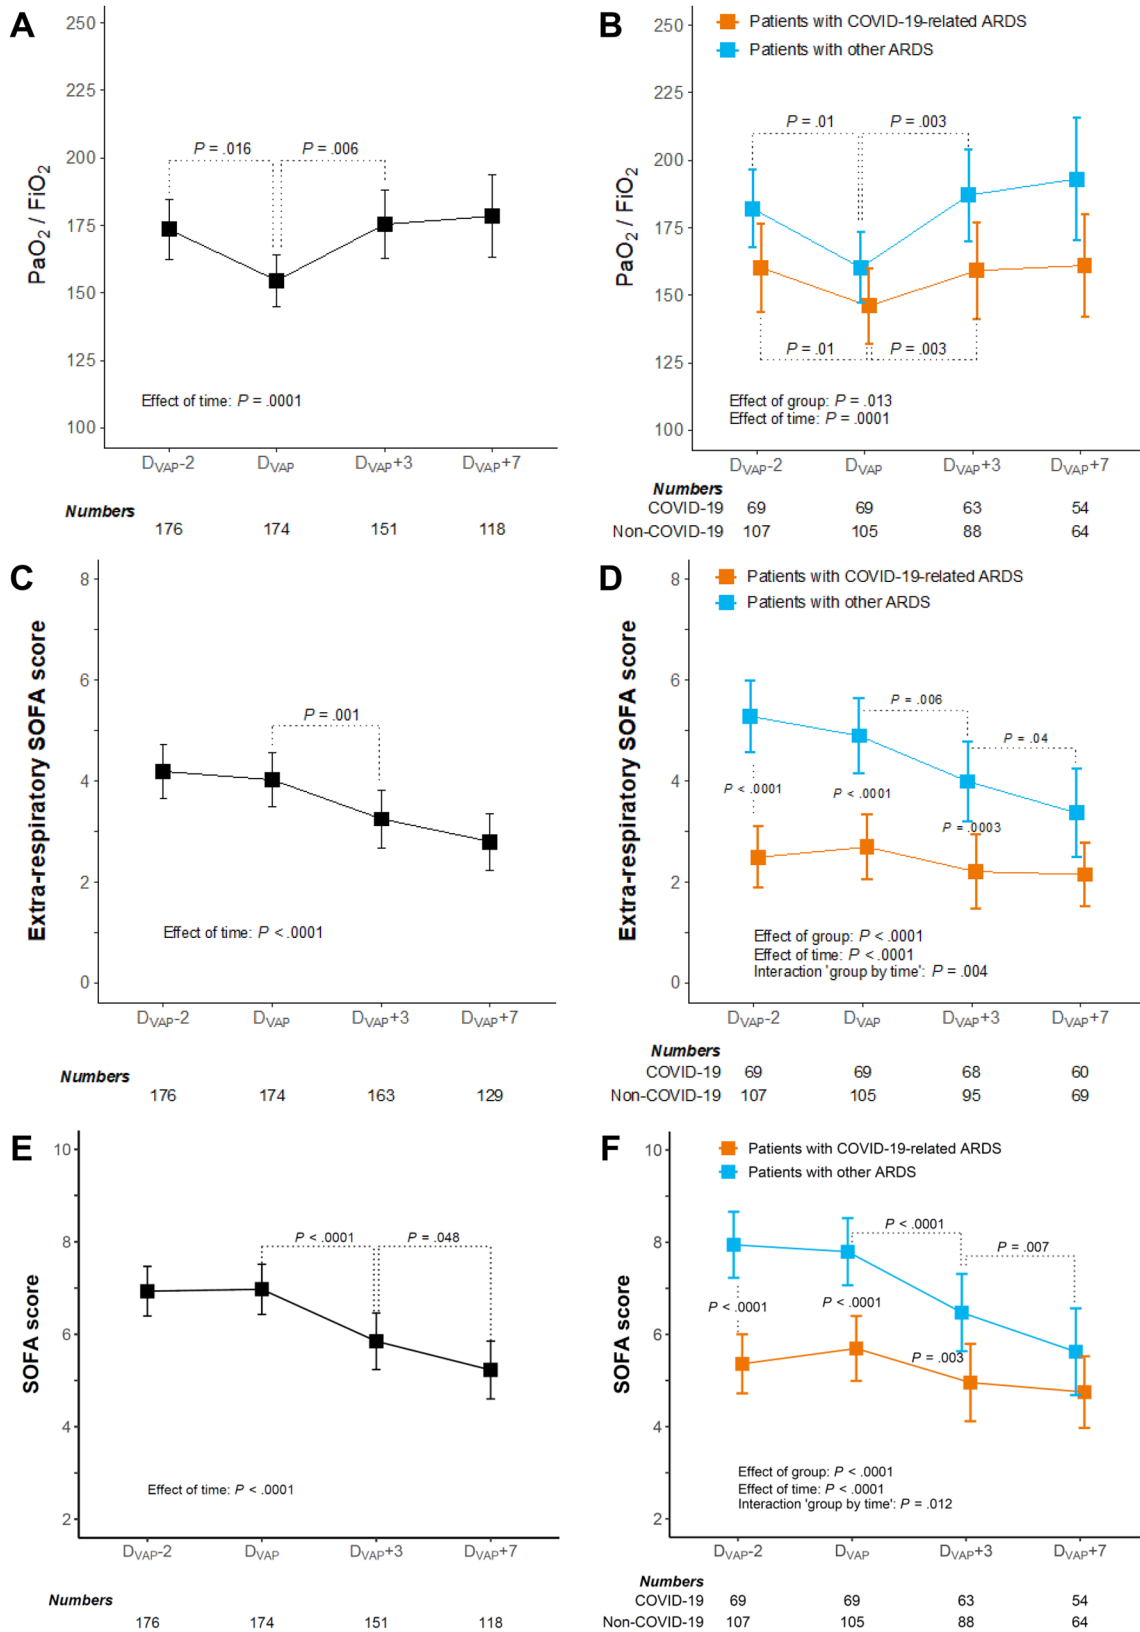 A
250
225
200
175
150
125
100
PaO2 / FiO2
P = .016
P = .006
Effect of time: P = .0001
DVAP-2 DVAP DVAP+3 DVAP+7
Numbers
176 174 151 118
B
Patients with COVID-19-related ARDS
Patients with other ARDS
250
225
200
175
150
125
100
PaO2 / FiO2
P = .01 P = .003
P = .01 P = .003
Effect of group: P = .013
Effect of time: P = .0001
DVAP-2 DVAP DVAP+3 DVAP+7
Numbers
COVID-19 69 69 63 54
Non-COVID-19 107 105 88 64
C
8
6
4
2
0
Extra-respiratory SOFA score
P = .001
Effect of time: P < .0001
DVAP-2 DVAP DVAP+3 DVAP+7
Numbers
176 174 163 129
D
Patients with COVID-19-related ARDS
Patients with other ARDS
8
6
4
2
0
Extra-respiratory SOFA score
P = .006
P = .04
P < .0001
P < .0001
P = .0003
Effect of group: P < .0001
Effect of time: P < .0001
Interaction 'group by time': P = .004
DVAP-2 DVAP DVAP+3 DVAP+7
Numbers
COVID-19 69 69 68 60
Non-COVID-19 107 105 95 69
E
10
8
6
4
2
SOFA score
P < .0001 P = .048
Effect of time: P < .0001
DVAP-2 DVAP DVAP+3 DVAP+7
Numbers
176 174 151 118
F
Patients with COVID-19-related ARDS
Patients with other ARDS
10
8
6
4
2
SOFA score
P < .0001
P = .007
P < .0001
P < .0001
P = .003
Effect of group: P < .0001
Effect of time: P < .0001
Interaction 'group by time': P = .012
DVAP-2 DVAP DVAP+3 DVAP+7
Numbers
COVID-19 69 69 63 54
Non-COVID-19 107 105 88 64